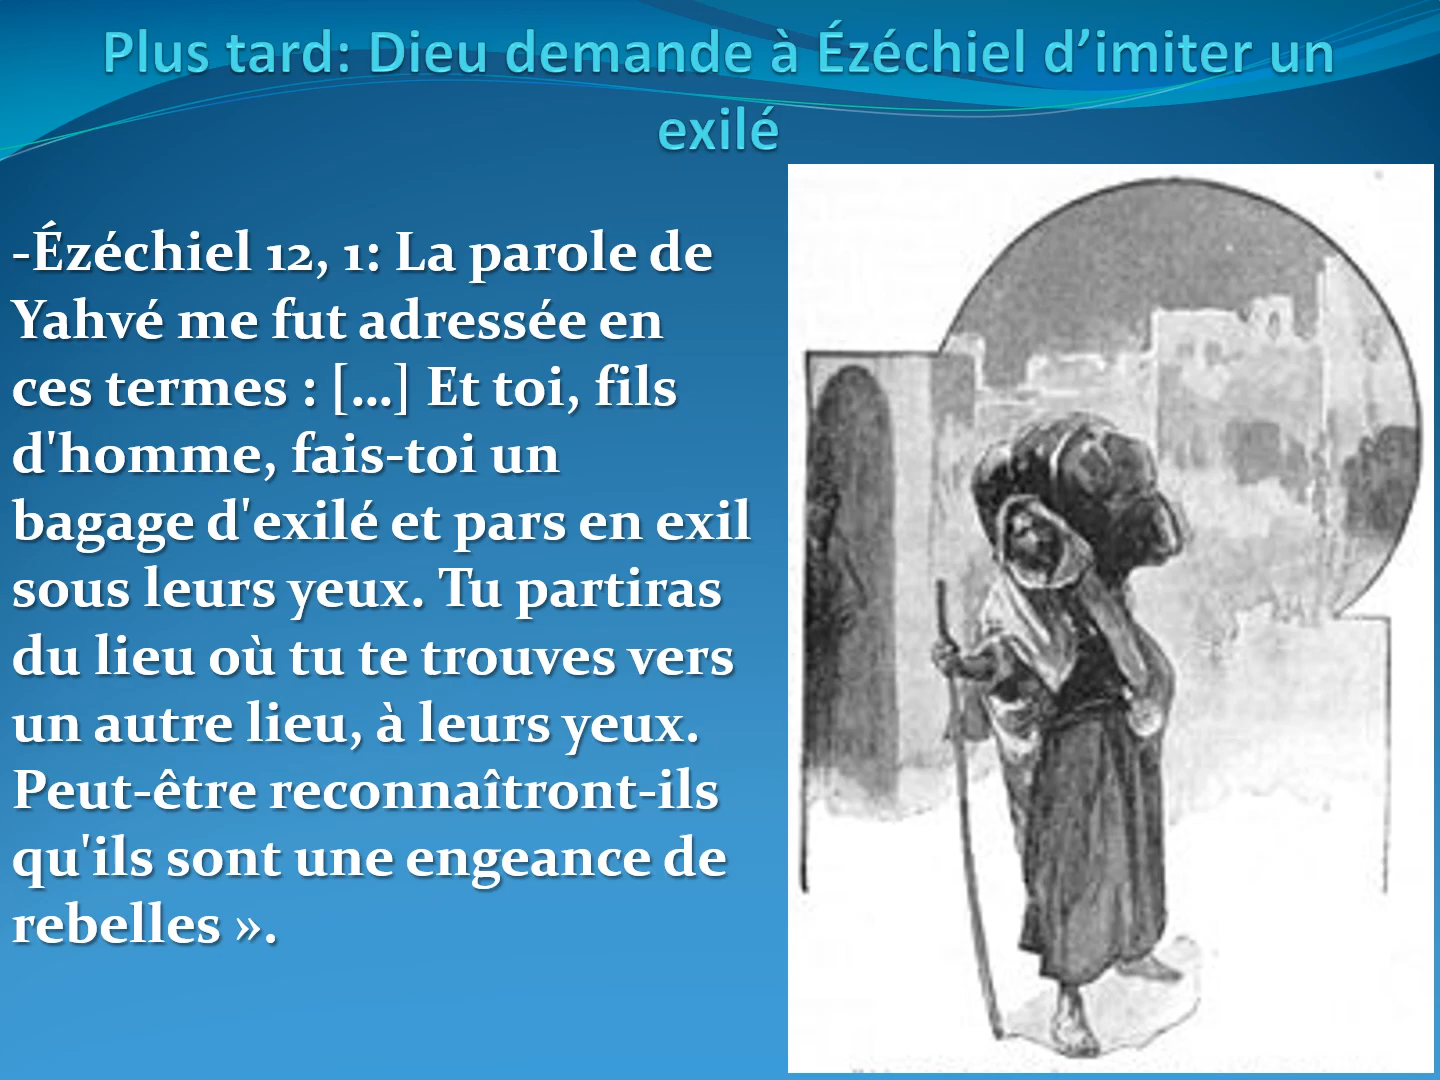 Plus tard: Dieu demande à Ézéchiel d’imiter un
exilé
-Ézéchiel 12, 1: La parole de
Yahvé me fut adressée en
ces termes : [...] Et toi, fils
d'homme, fais-toi un
bagage d'exilé et pars en exil
sous leurs yeux. Tu partiras
du lieu où tu te trouves vers
un autre lieu, à leurs yeux.
Peut-être reconnaîtront-ils
qu'ils sont une engeance de
rebelles ».